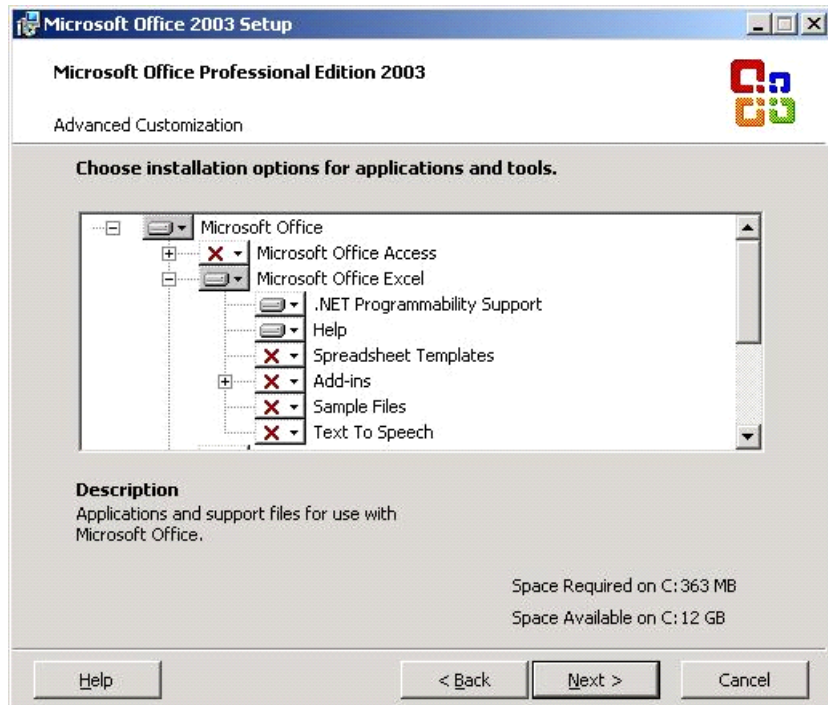 Microsoft Office 2003 Setup
Microsoft Office Professional Edition 2003
Advanced Customization
Choose installation options for applications and tools.
Microsoft Office
Microsoft Office Access
Microsoft Office Excel
.NET Programmability Support
Help
Spreadsheet Templates
Add-ins
Sample Files
Text To Speech
Description
Applications and support files for use with
Microsoft Office.
Space Required on C: 363 MB
Space Available on C: 12 GB
Help < Back Next > Cancel